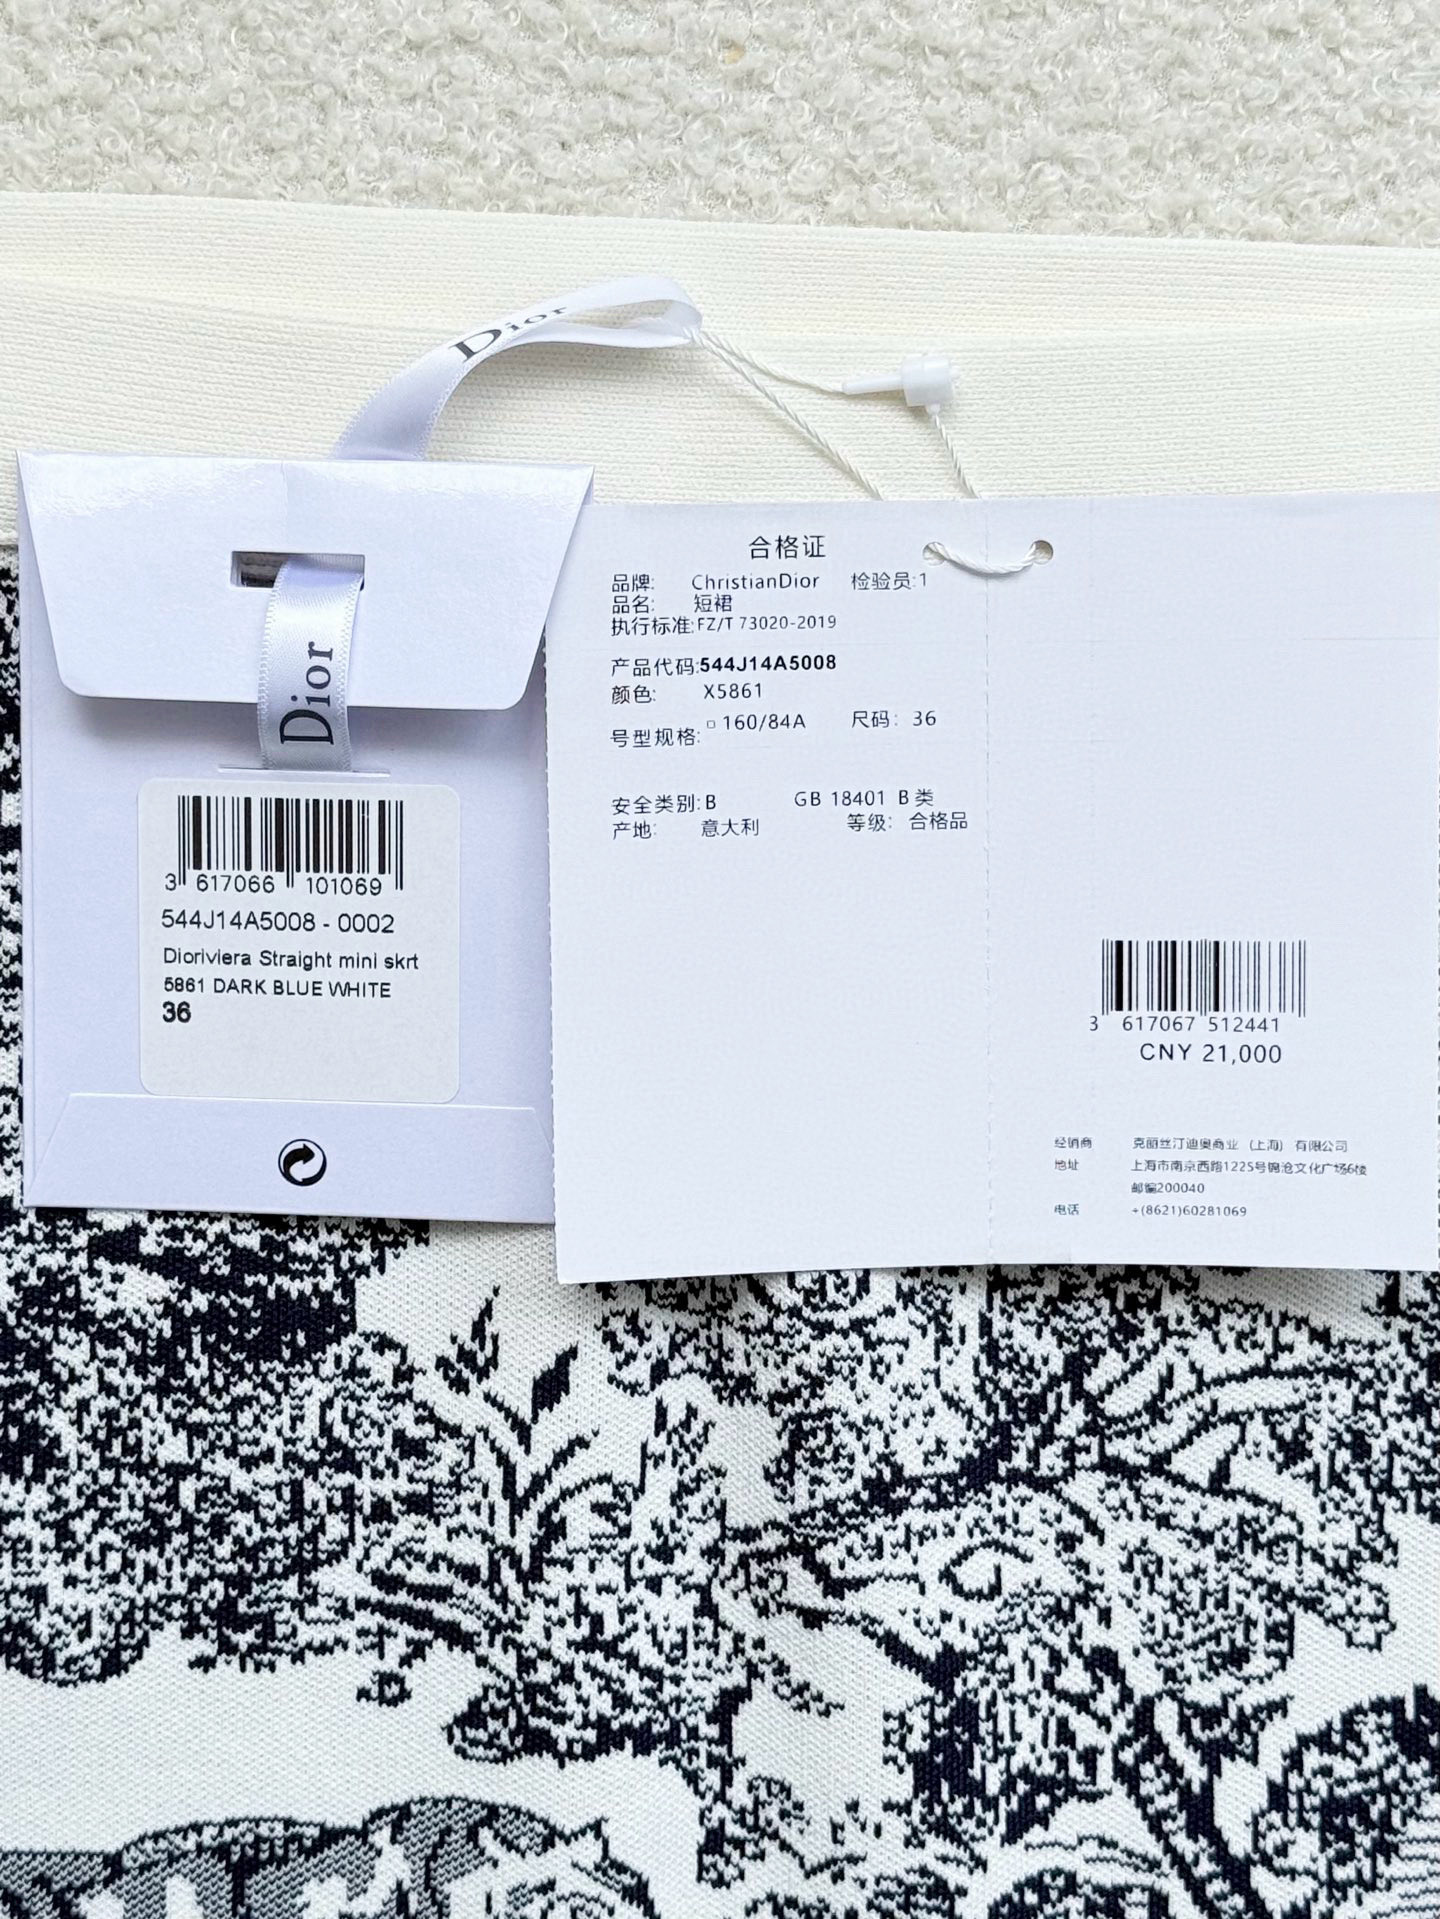 Dior
Dior
3 617066 101069
544J14A5008 - 0002
Dioriviera Straight mini skrt
5861 DARK BLUE WHITE
36
合格证
品牌: ChristianDior 检验员:1
品名: 短裙
执行标准:FZ/T 73020-2019
产品代码:544J14A5008
颜色: X5861
号型规格: □ 160/84A 尺码: 36
安全类别: B GB 18401 B 类
产地: 意大利 等级: 合格品
3 617067 512441
CNY 21,000
经销商 克丽丝汀迪奥商业 (上海) 有限公司
地址 上海市南京西路1225号锦沧文化广场6楼
邮编200040
电话 +(8621)60281069